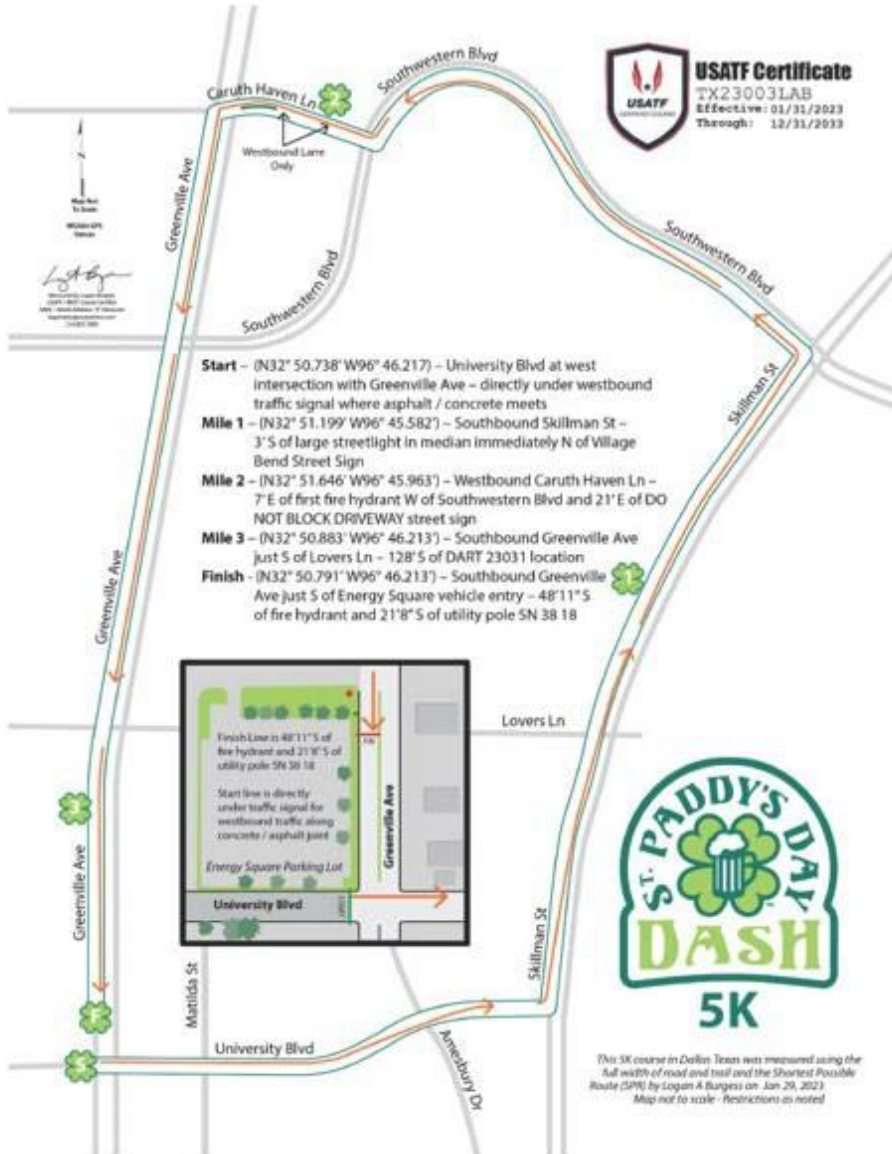 Southwestern Blvd
Caruth Haven Ln
2
USATF Certificate
TX23003LAB
Effective: 01/31/2023
Through: 12/31/2033
USATF
Westbound Lane
Only
Map Not
To Scale
Greenville Ave
Southwestern Blvd
Southwestern Blvd
Skillman St
Start – (N32° 50.738' W96° 46.217) – University Blvd at west
intersection with Greenville Ave – directly under westbound
traffic signal where asphalt / concrete meets
Mile 1 – (N32° 51.199' W96° 45.582') – Southbound Skillman St –
3' S of large streetlight in median immediately N of Village
Bend Street Sign
Mile 2 – (N32° 51.646' W96° 45.963') – Westbound Caruth Haven Ln –
7' E of first fire hydrant W of Southwestern Blvd and 21' E of DO
NOT BLOCK DRIVEWAY street sign
Mile 3 – (N32° 50.883' W96° 46.213') – Southbound Greenville Ave
just S of Lovers Ln – 128' S of DART 23031 location
Finish - (N32° 50.791' W96° 46.213') – Southbound Greenville
Ave just S of Energy Square vehicle entry – 48'11" S
of fire hydrant and 21'8" S of utility pole SN 38 18
1
Greenville Ave
Lovers Ln
Finish Line is 48'11" S of
fire hydrant and 21'8" S of
utility pole SN 38 18
Start line is directly
under traffic signal for
westbound traffic along
concrete / asphalt joint
Energy Square Parking Lot
FIN
Greenville Ave
University Blvd
START
3
Greenville Ave
Skillman St
Matilda St
F
S
University Blvd
Amesbury Dr
ST. PADDY'S DAY
DASH
5K
This 5K course in Dallas Texas was measured using the
full width of road and trail and the Shortest Possible
Route (SPR) by Logan A Burgess on Jan 29, 2023
Map not to scale - Restrictions as noted